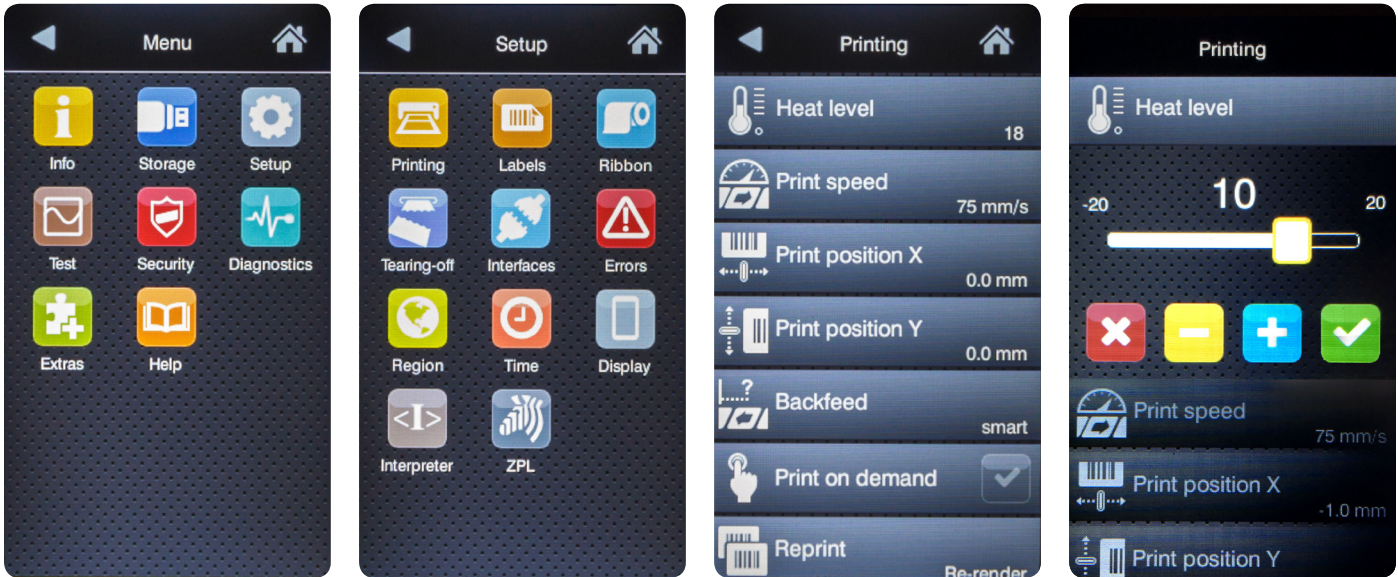 Menu
Info
Storage
Setup
Test
Security
Diagnostics
Extras
Help
Setup
Printing
Labels
Ribbon
Tearing-off
Interfaces
Errors
Region
Time
Display
<I>
Interpreter
ZPL
Printing
Heat level
18
Print speed
75 mm/s
Print position X
0.0 mm
Print position Y
0.0 mm
...?
Backfeed
smart
Print on demand
Reprint
Re-render
Printing
Heat level
-20
10
20
Print speed
75 mm/s
Print position X
-1.0 mm
Print position Y